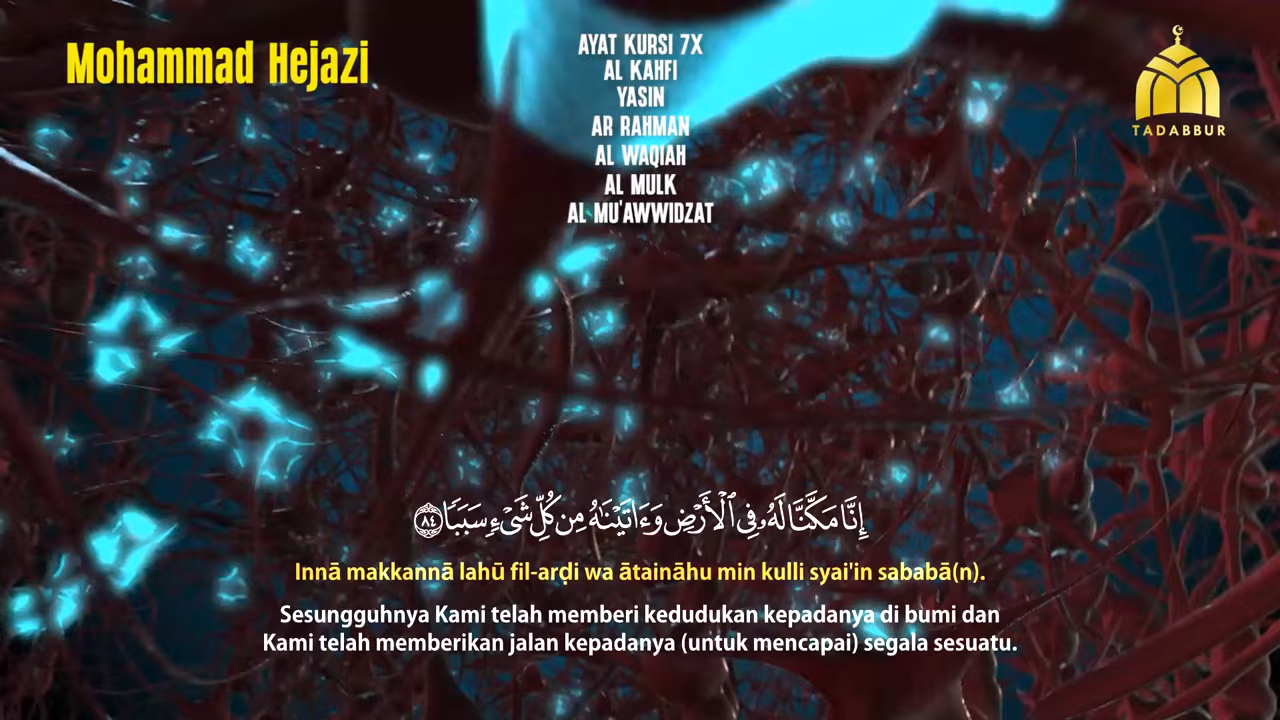 Mohammad Hejazi
AYAT KURSI 7X
AL KAHFI
YASIN
AR RAHMAN
AL WAQIAH
AL MULK
AL MU'AWWIDZAT
TADABBUR
إِنَّا مَكَّنَّا لَهُۥ فِى ٱلْأَرْضِ وَءَاتَيْنَٰهُ مِن كُلِّ شَىْءٍ سَبَبًا ٨٤
Innā makkannā lahū fil-arḍi wa ātaināhu min kulli syai'in sababā(n).
Sesungguhnya Kami telah memberi kedudukan kepadanya di bumi dan
Kami telah memberikan jalan kepadanya (untuk mencapai) segala sesuatu.